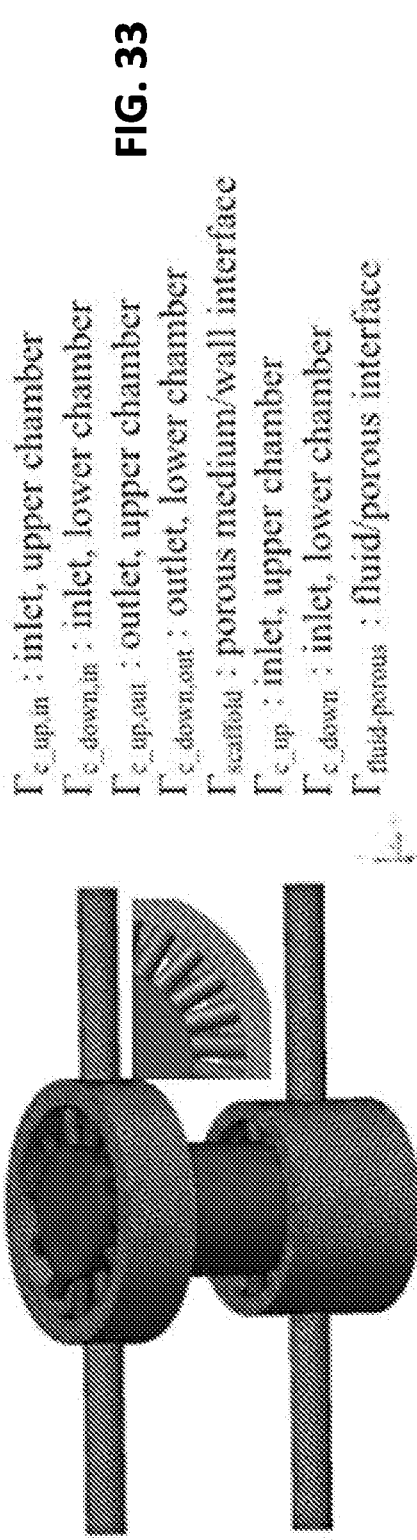 FIG. 33
Γc_up,in : inlet, upper chamber
Γc_down,in : inlet, lower chamber
Γc_up,out : outlet, upper chamber
Γc_down,out : outlet, lower chamber
Γscaffold : porous medium/wall interface
Γc_up : inlet, upper chamber
Γc_down : inlet, lower chamber
Γfluid-porous : fluid/porous interface